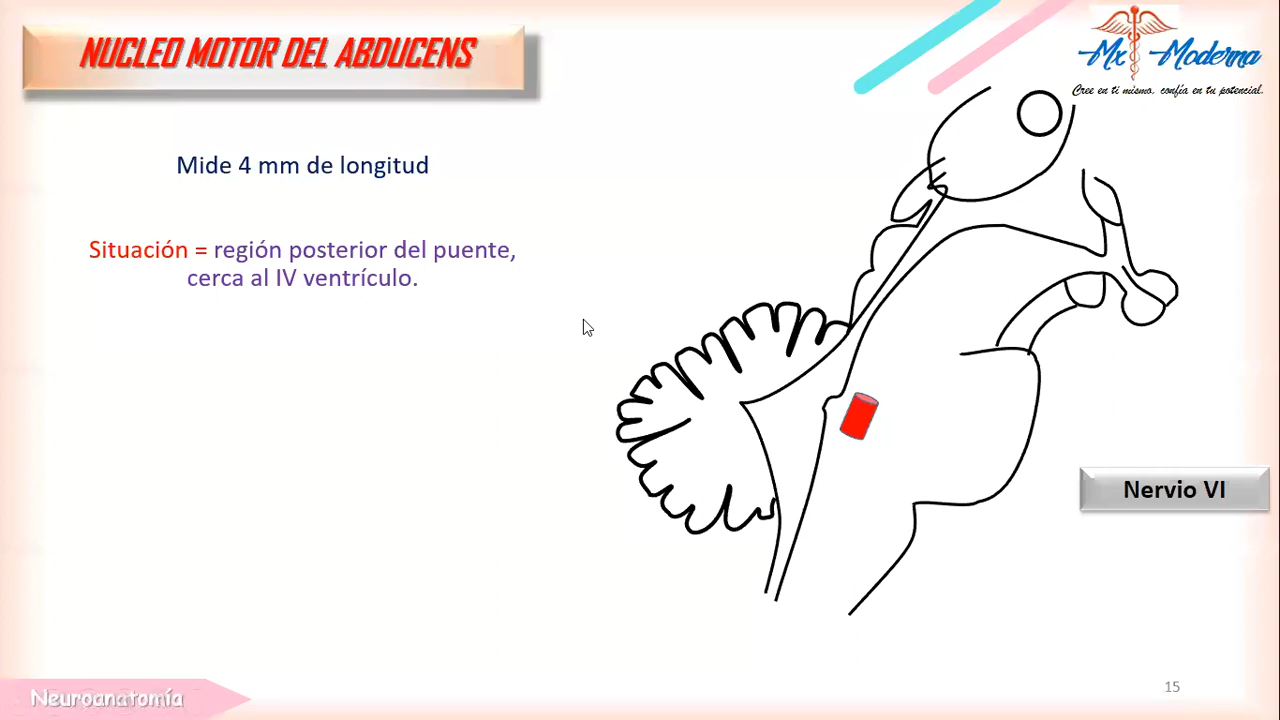 NUCLEO MOTOR DEL ABDUCENS
Mx Moderna
Cree en ti mismo, confía en tu potencial.
Mide 4 mm de longitud
Situación = región posterior del puente,
cerca al IV ventrículo.
Nervio VI
Neuroanatomía
15